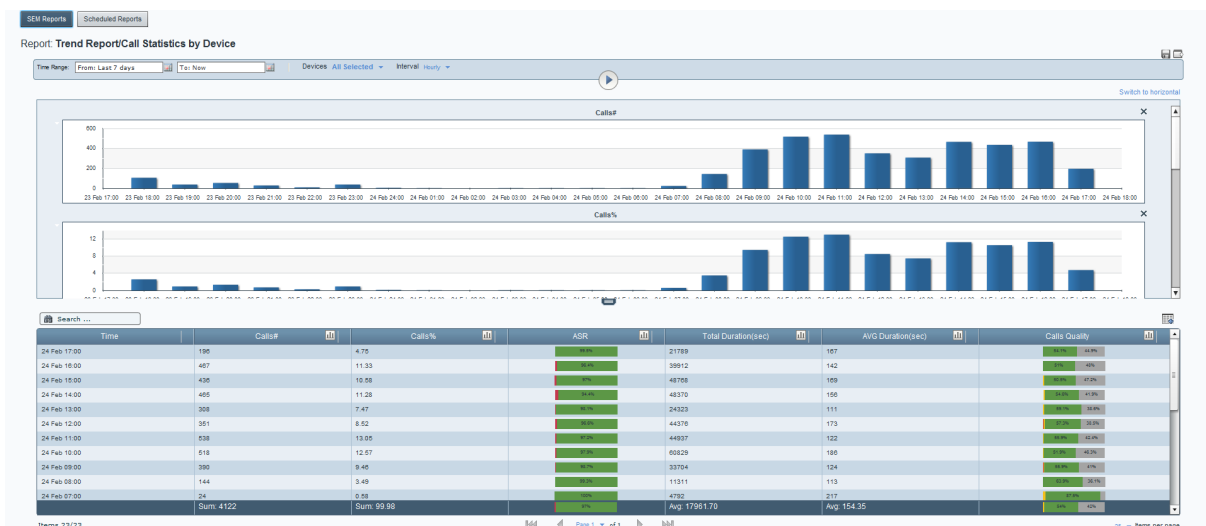 SEM Reports Scheduled Reports
Report: Trend Report/Call Statistics by Device
Time Range: From: Last 7 days To: Now Devices All Selected Interval Hourly
Switch to horizontal
Calls#
600
400
200
0
23 Feb 17:00 23 Feb 18:00 23 Feb 19:00 23 Feb 20:00 23 Feb 21:00 23 Feb 22:00 23 Feb 23:00 24 Feb 24:00 24 Feb 01:00 24 Feb 02:00 24 Feb 03:00 24 Feb 04:00 24 Feb 05:00 24 Feb 06:00 24 Feb 07:00 24 Feb 08:00 24 Feb 09:00 24 Feb 10:00 24 Feb 11:00 24 Feb 12:00 24 Feb 13:00 24 Feb 14:00 24 Feb 15:00 24 Feb 16:00 24 Feb 17:00 24 Feb 18:00
Calls%
12
8
4
0
Search ...
Time Calls# Calls% ASR Total Duration(sec) AVG Duration(sec) Calls Quality
24 Feb 17:00 196 4.75 21789 167
24 Feb 16:00 467 11.33 39912 142
24 Feb 15:00 436 10.58 97% 48768 169
24 Feb 14:00 465 11.28 94.4% 48370 156
24 Feb 13:00 308 7.47 24323 111
24 Feb 12:00 351 8.52 44376 173
24 Feb 11:00 538 13.05 97.2% 44937 122
24 Feb 10:00 518 12.57 60829 186
24 Feb 09:00 390 9.46 33704 124
24 Feb 08:00 144 3.49 11311 113
24 Feb 07:00 24 0.58 100% 4792 217
Sum: 4122 Sum: 99.98 97% Avg: 17961.70 Avg: 154.35
Items 23/23 Page 1 of 1 Items per page